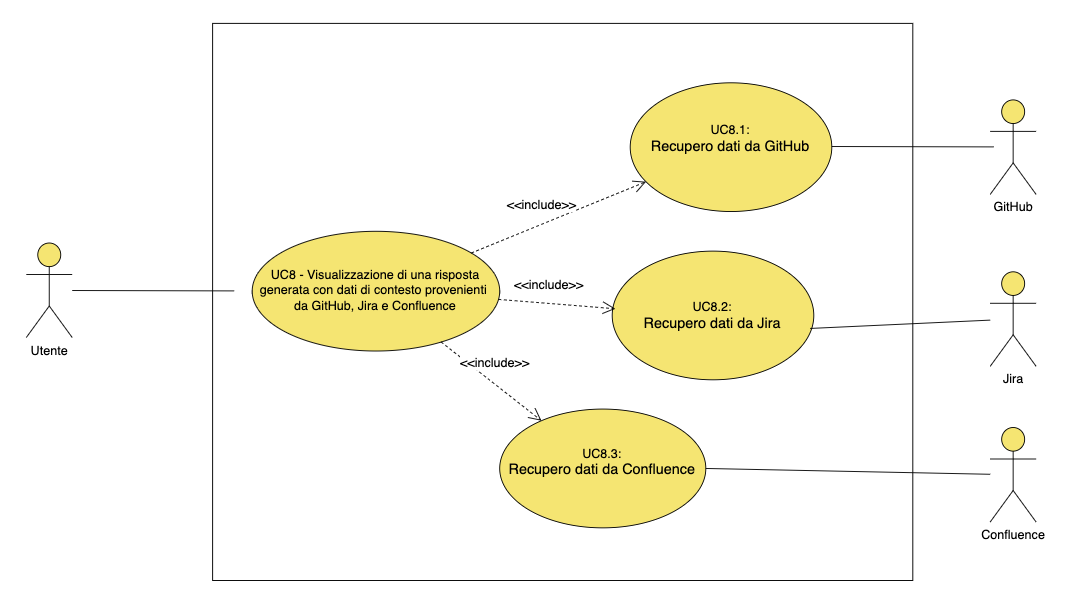 UC8.1:
Recupero dati da GitHub
GitHub
<<include>>
UC8 - Visualizzazione di una risposta
generata con dati di contesto provenienti
da GitHub, Jira e Confluence
Utente
<<include>>
UC8.2:
Recupero dati da Jira
Jira
<<include>>
UC8.3:
Recupero dati da Confluence
Confluence